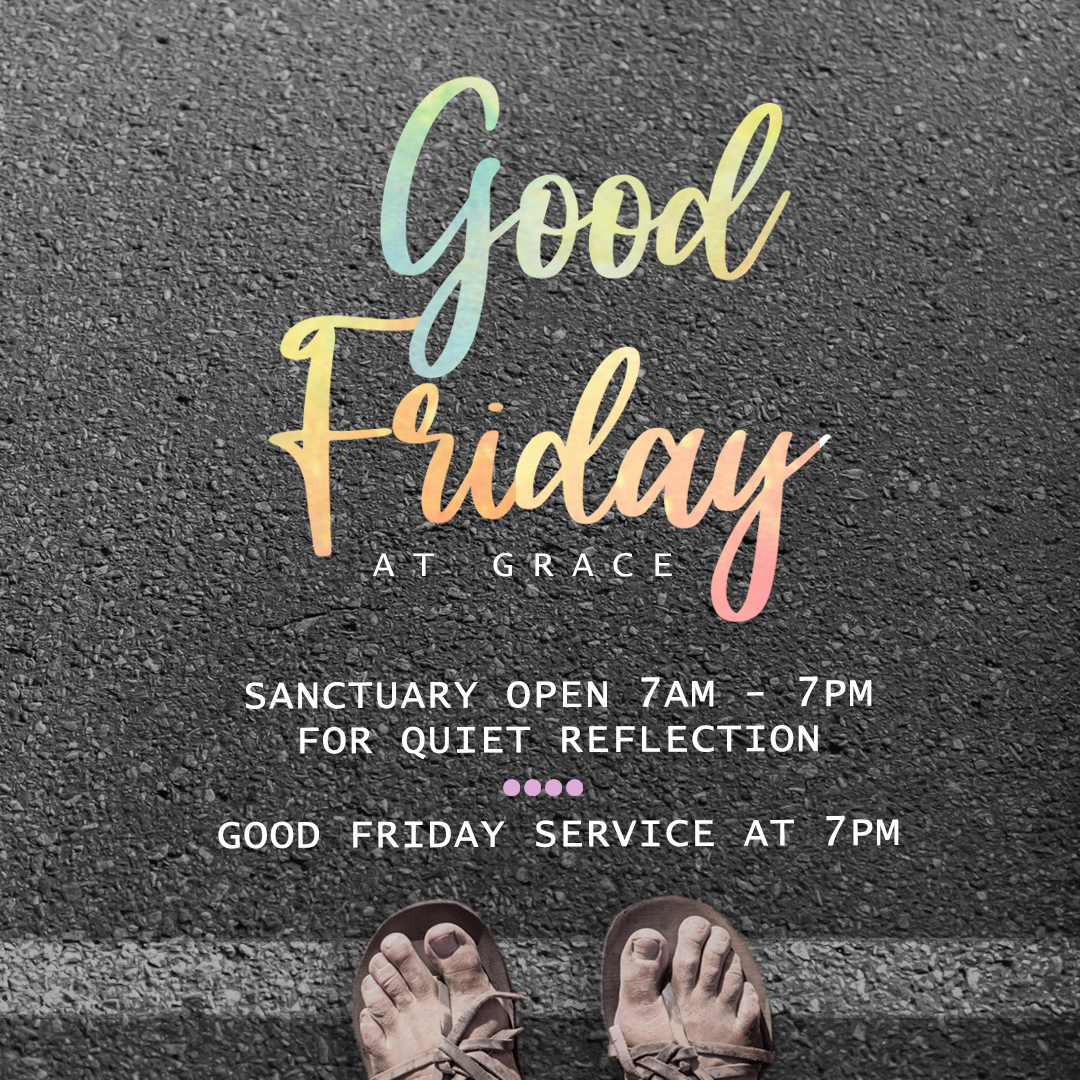 Good
Friday
AT GRACE
SANCTUARY OPEN 7AM - 7PM
FOR QUIET REFLECTION
GOOD FRIDAY SERVICE AT 7PM